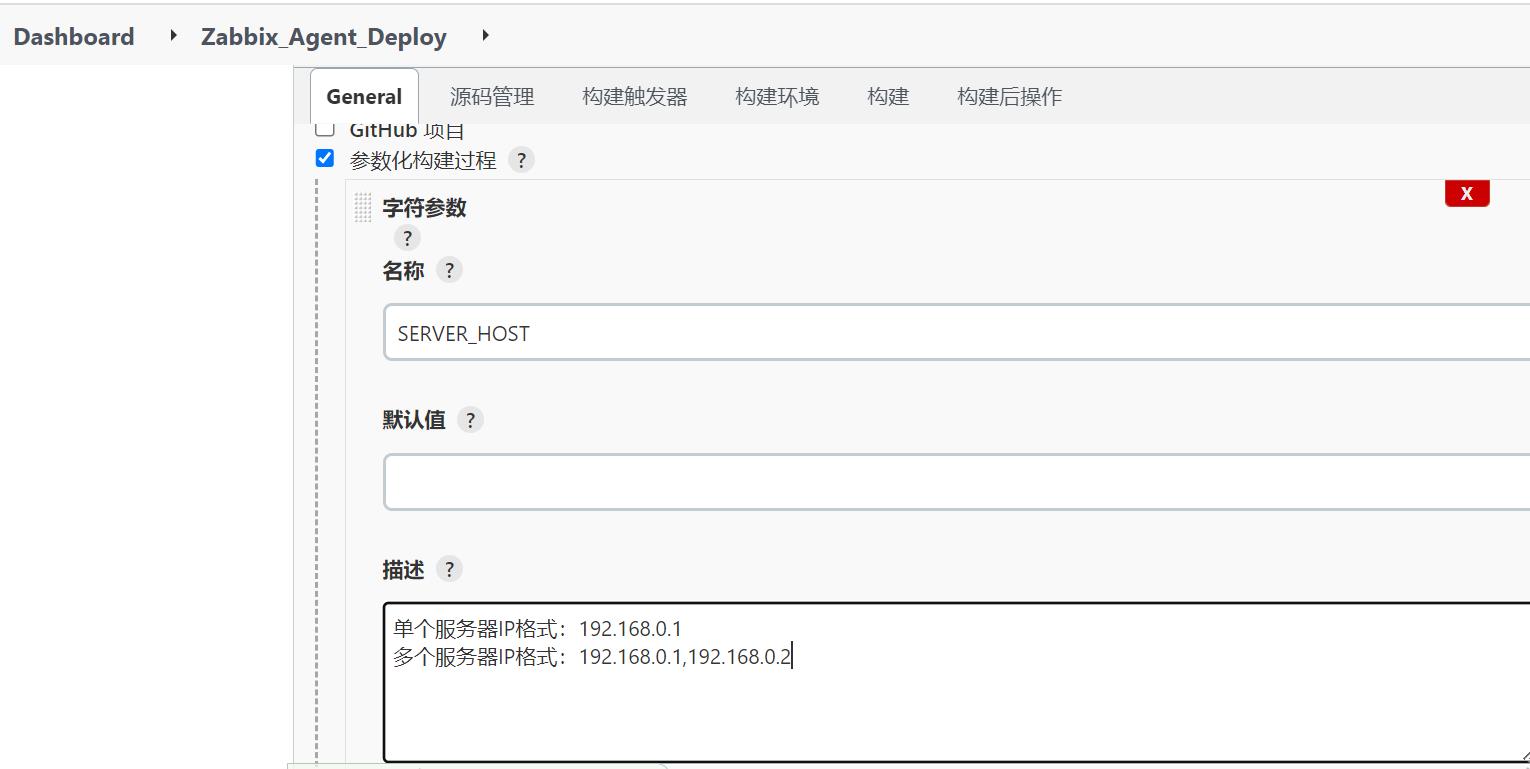 Dashboard Zabbix_Agent_Deploy
General 源码管理 构建触发器 构建环境 构建 构建后操作
GitHub 项目
参数化构建过程 ?
字符参数 X
?
名称 ?
SERVER_HOST
默认值 ?
描述 ?
单个服务器IP格式：192.168.0.1
多个服务器IP格式：192.168.0.1,192.168.0.2